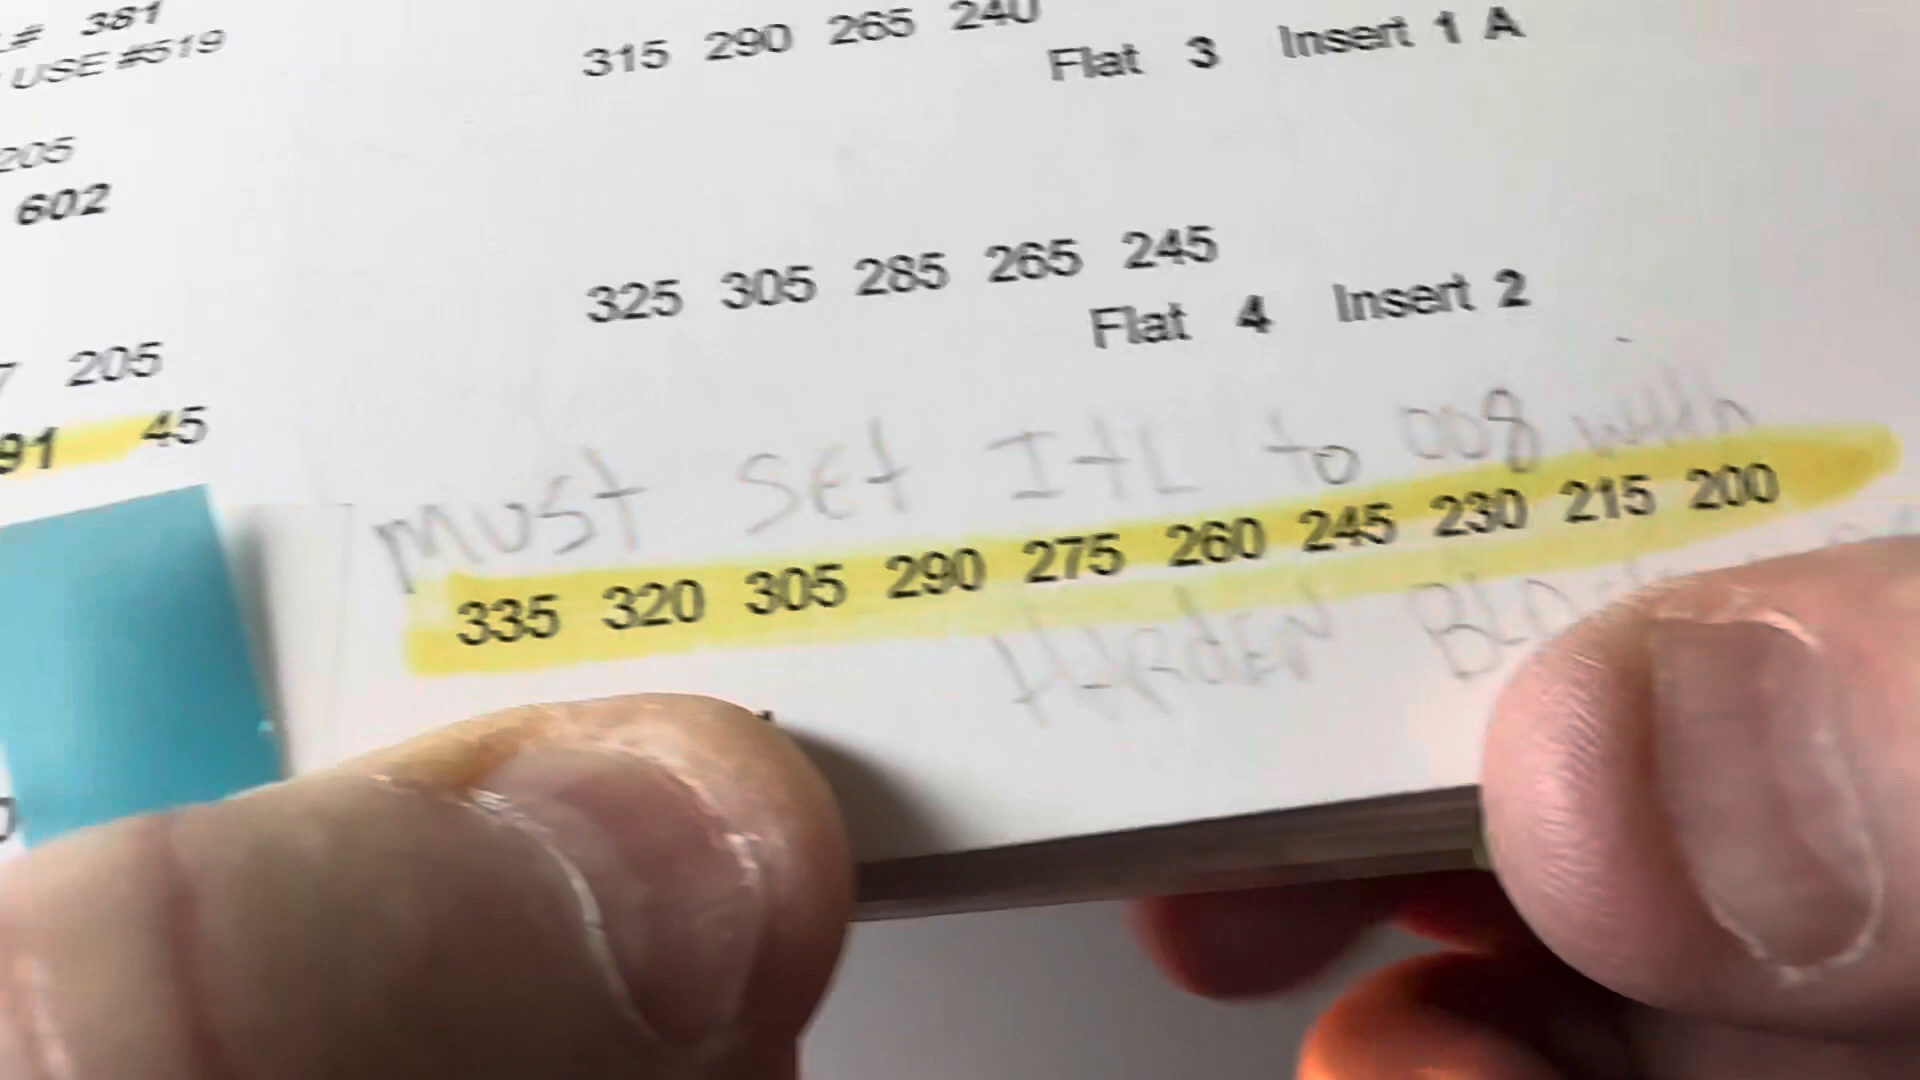 # 381
USE #519
315 290 265 240
Flat 3 Insert 1 A
205
602
325 305 285 265 245
Flat 4 Insert 2
205
91 45
must set ItL to 008 with
335 320 305 290 275 260 245 230 215 200
HARdEN